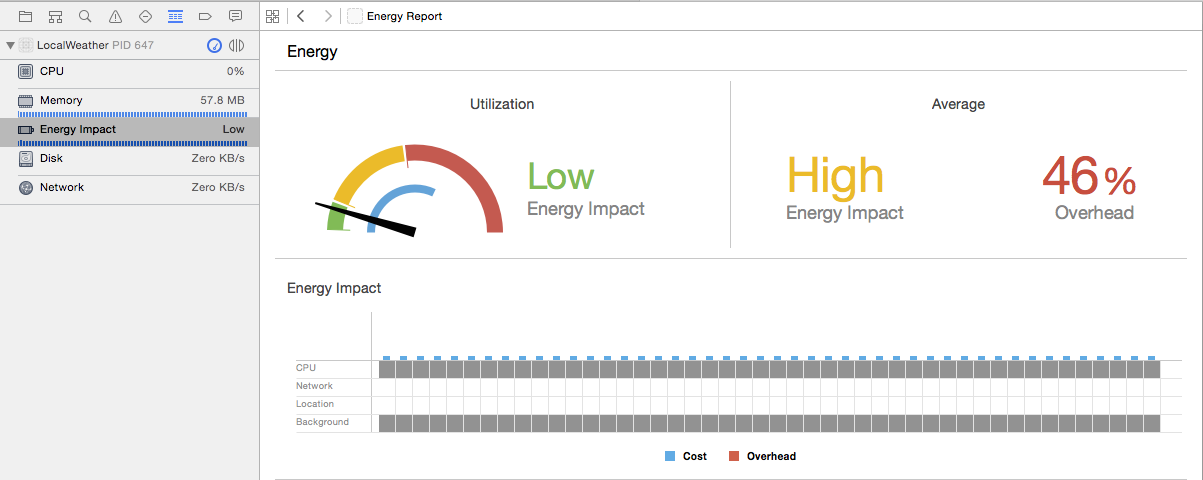 Energy Report
LocalWeather PID 647
CPU 0%
Memory 57.8 MB
Energy Impact Low
Disk Zero KB/s
Network Zero KB/s
Energy
Utilization
Low
Energy Impact
Average
High
Energy Impact
46%
Overhead
Energy Impact
CPU
Network
Location
Background
Cost Overhead